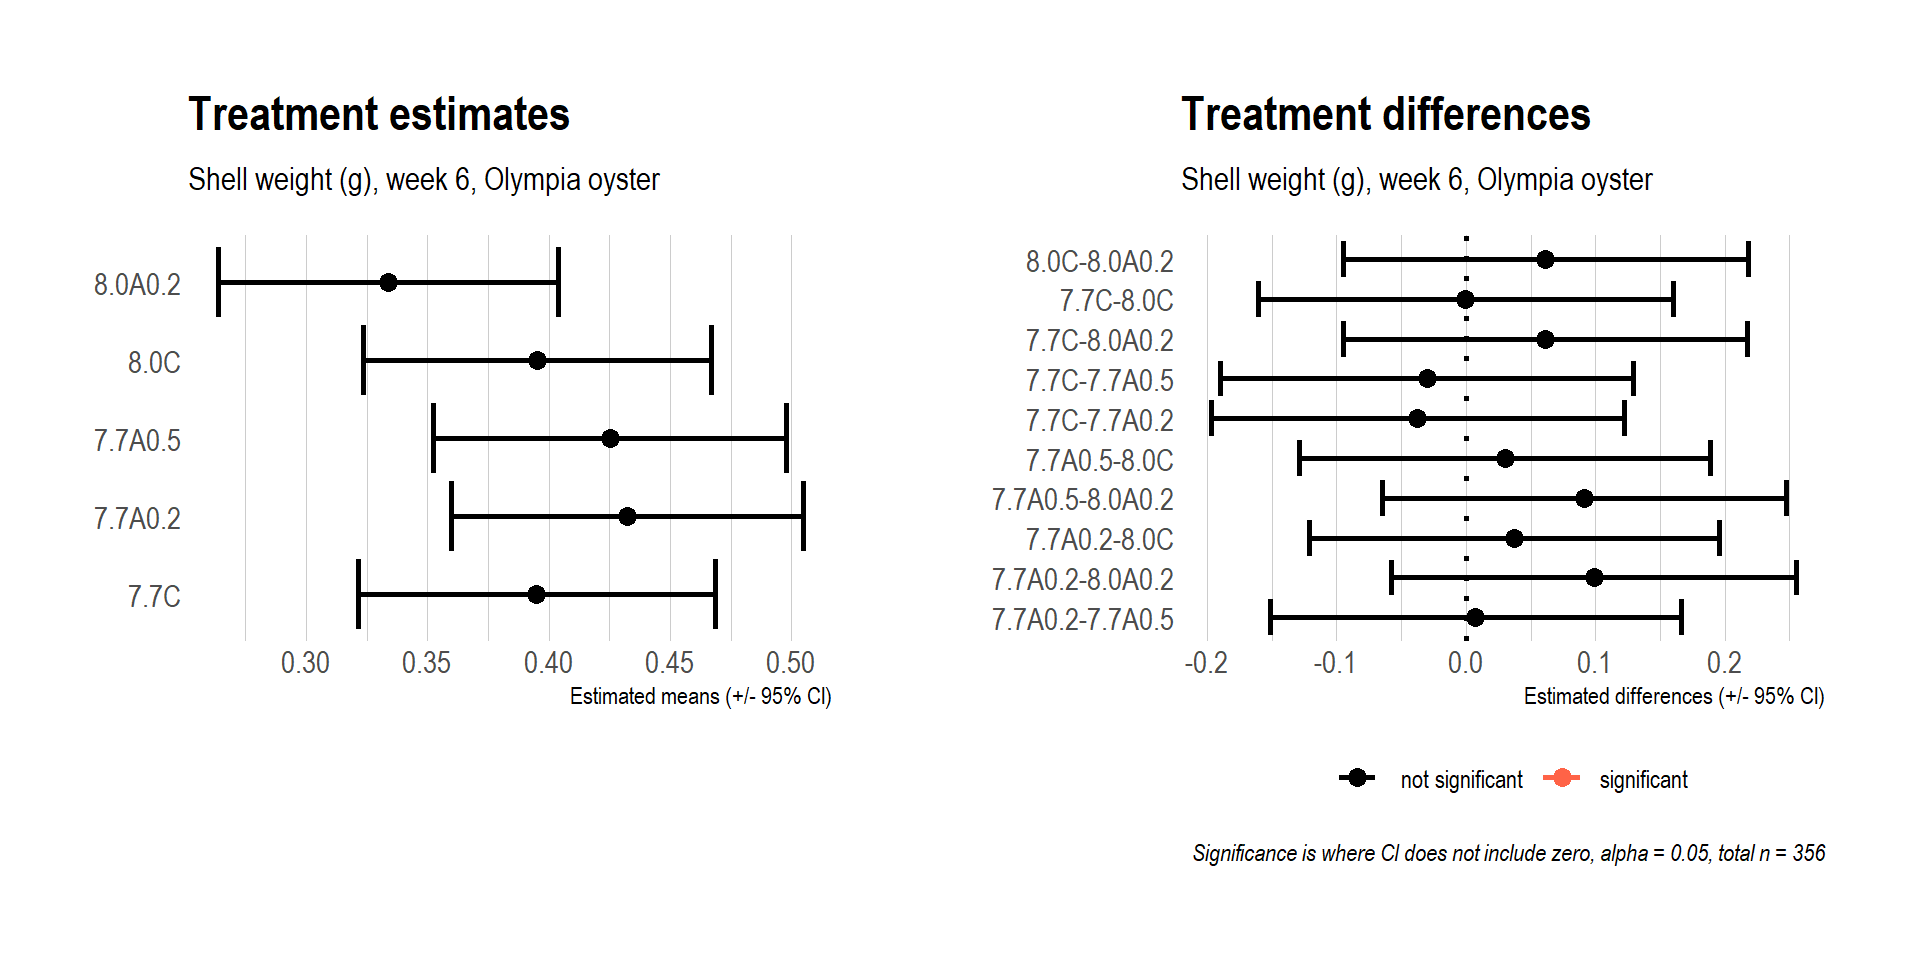 Treatment estimates
Shell weight (g), week 6, Olympia oyster
8.0A0.2
8.0C
7.7A0.5
7.7A0.2
7.7C
0.30 0.35 0.40 0.45 0.50
Estimated means (+/- 95% CI)
Treatment differences
Shell weight (g), week 6, Olympia oyster
8.0C-8.0A0.2
7.7C-8.0C
7.7C-8.0A0.2
7.7C-7.7A0.5
7.7C-7.7A0.2
7.7A0.5-8.0C
7.7A0.5-8.0A0.2
7.7A0.2-8.0C
7.7A0.2-8.0A0.2
7.7A0.2-7.7A0.5
-0.2 -0.1 0.0 0.1 0.2
Estimated differences (+/- 95% CI)
not significant significant
Significance is where CI does not include zero, alpha = 0.05, total n = 356